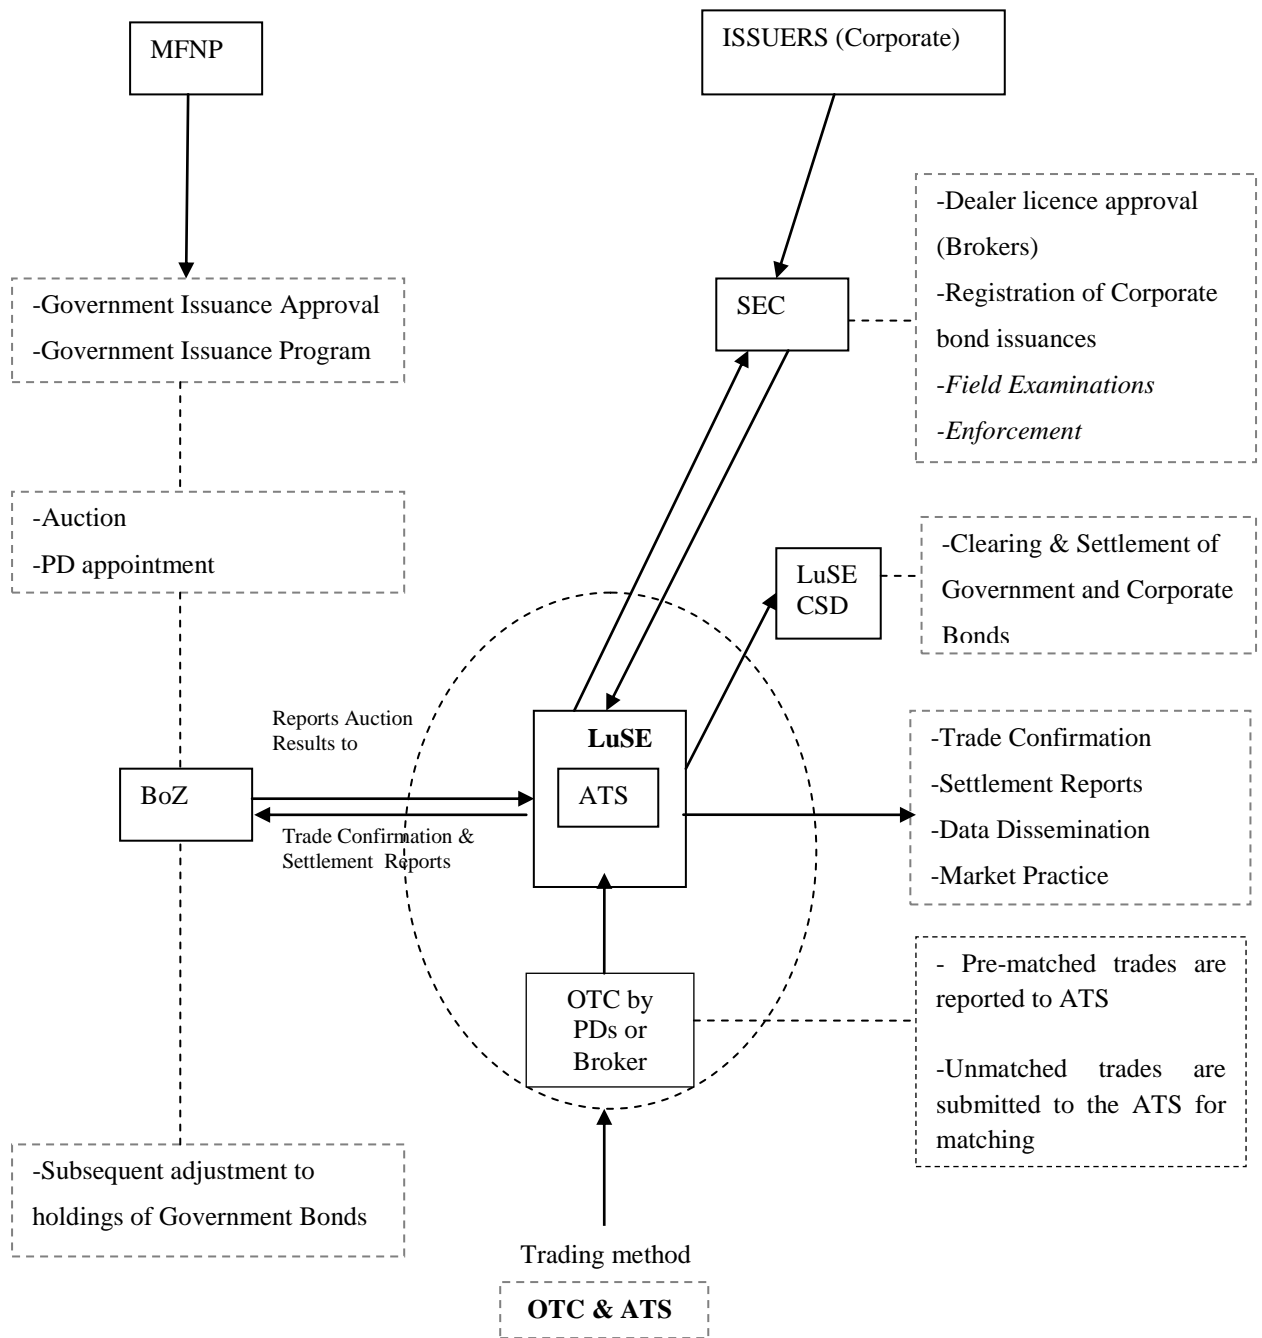 MFNP
ISSUERS (Corporate)
-Dealer licence approval
(Brokers)
-Registration of Corporate
bond issuances
-Field Examinations
-Enforcement
SEC
-Government Issuance Approval
-Government Issuance Program
-Auction
-PD appointment
LuSE
CSD
-Clearing & Settlement of
Government and Corporate
Bonds
Reports Auction
Results to
BoZ
Trade Confirmation &
Settlement Reports
LuSE
ATS
-Trade Confirmation
-Settlement Reports
-Data Dissemination
-Market Practice
OTC by
PDs or
Broker
- Pre-matched trades are
reported to ATS
-Unmatched trades are
submitted to the ATS for
matching
-Subsequent adjustment to
holdings of Government Bonds
Trading method
OTC & ATS